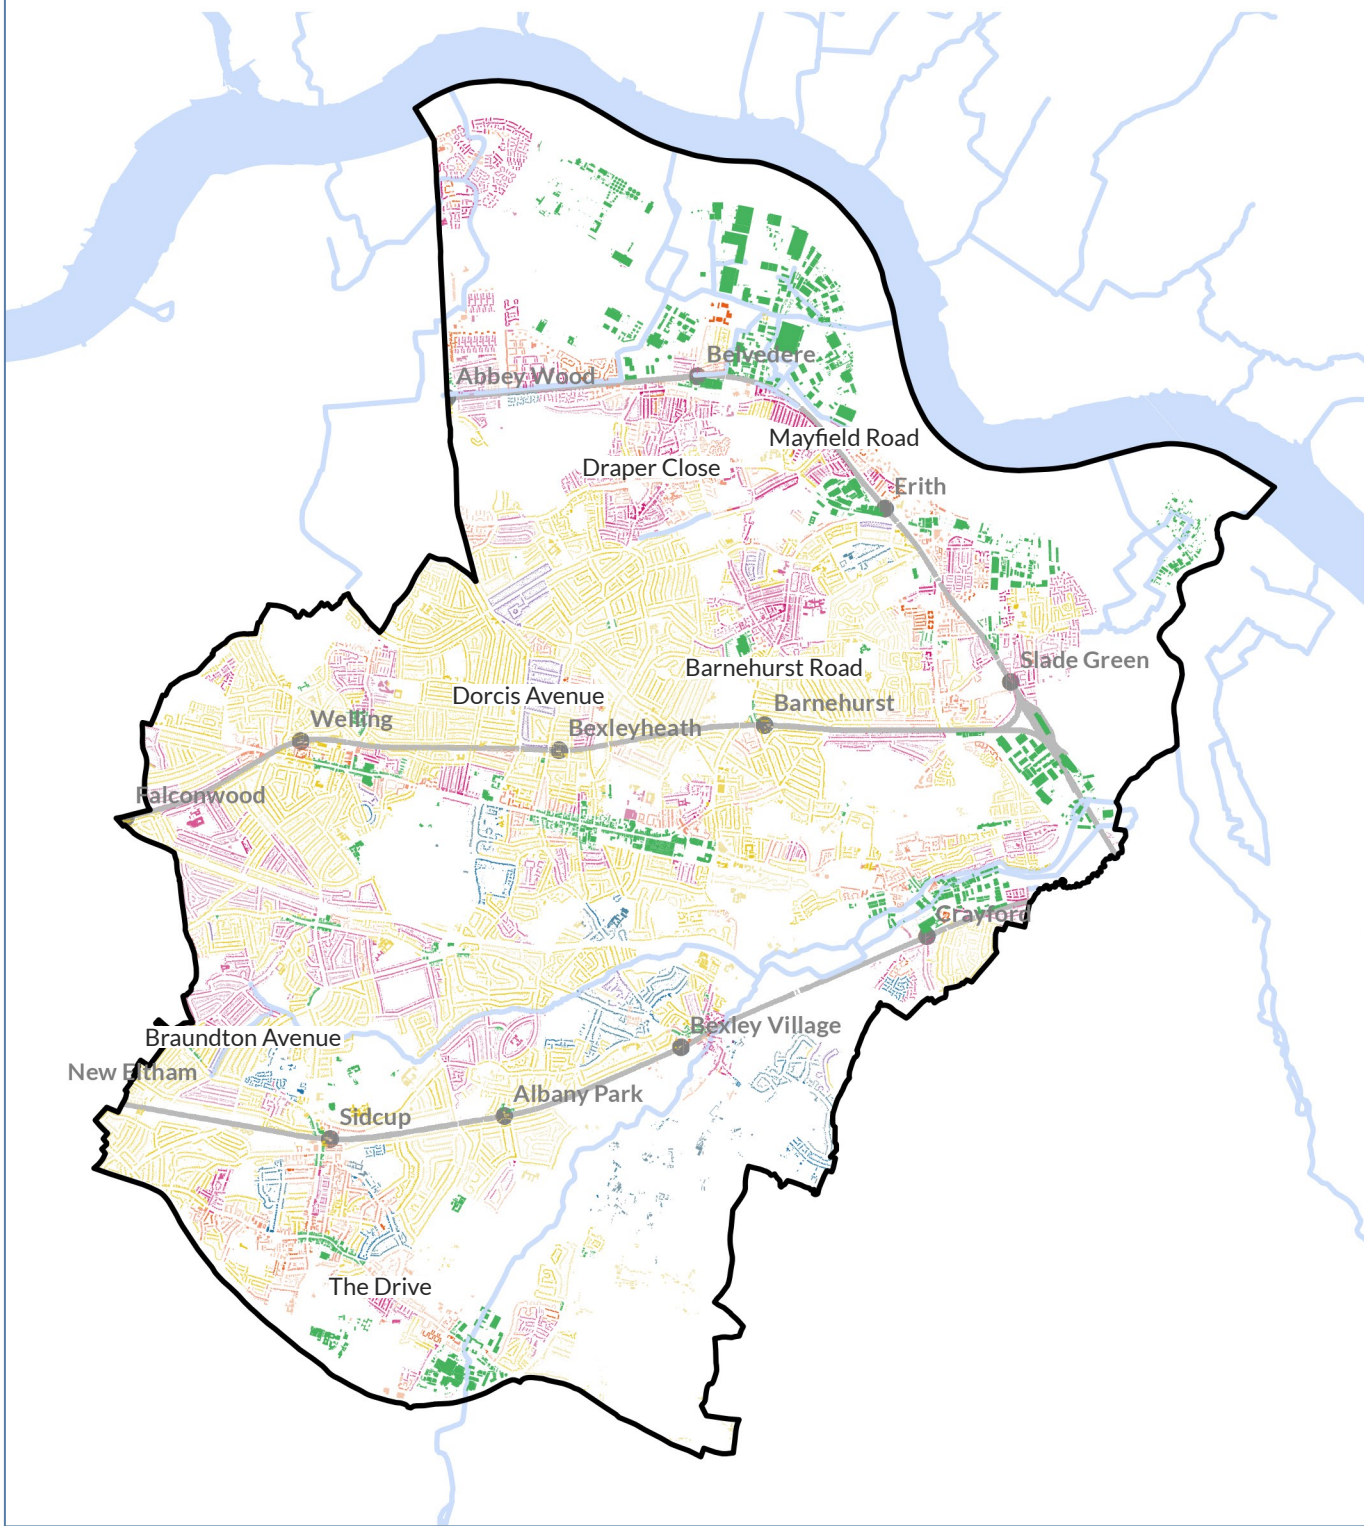 Belvedere
Abbey Wood
Mayfield Road
Draper Close
Erith
Slade Green
Barnehurst Road
Dorcis Avenue
Barnehurst
Welling
Bexleyheath
Falconwood
Crayford
Bexley Village
Braundton Avenue
New Eltham
Albany Park
Sidcup
The Drive